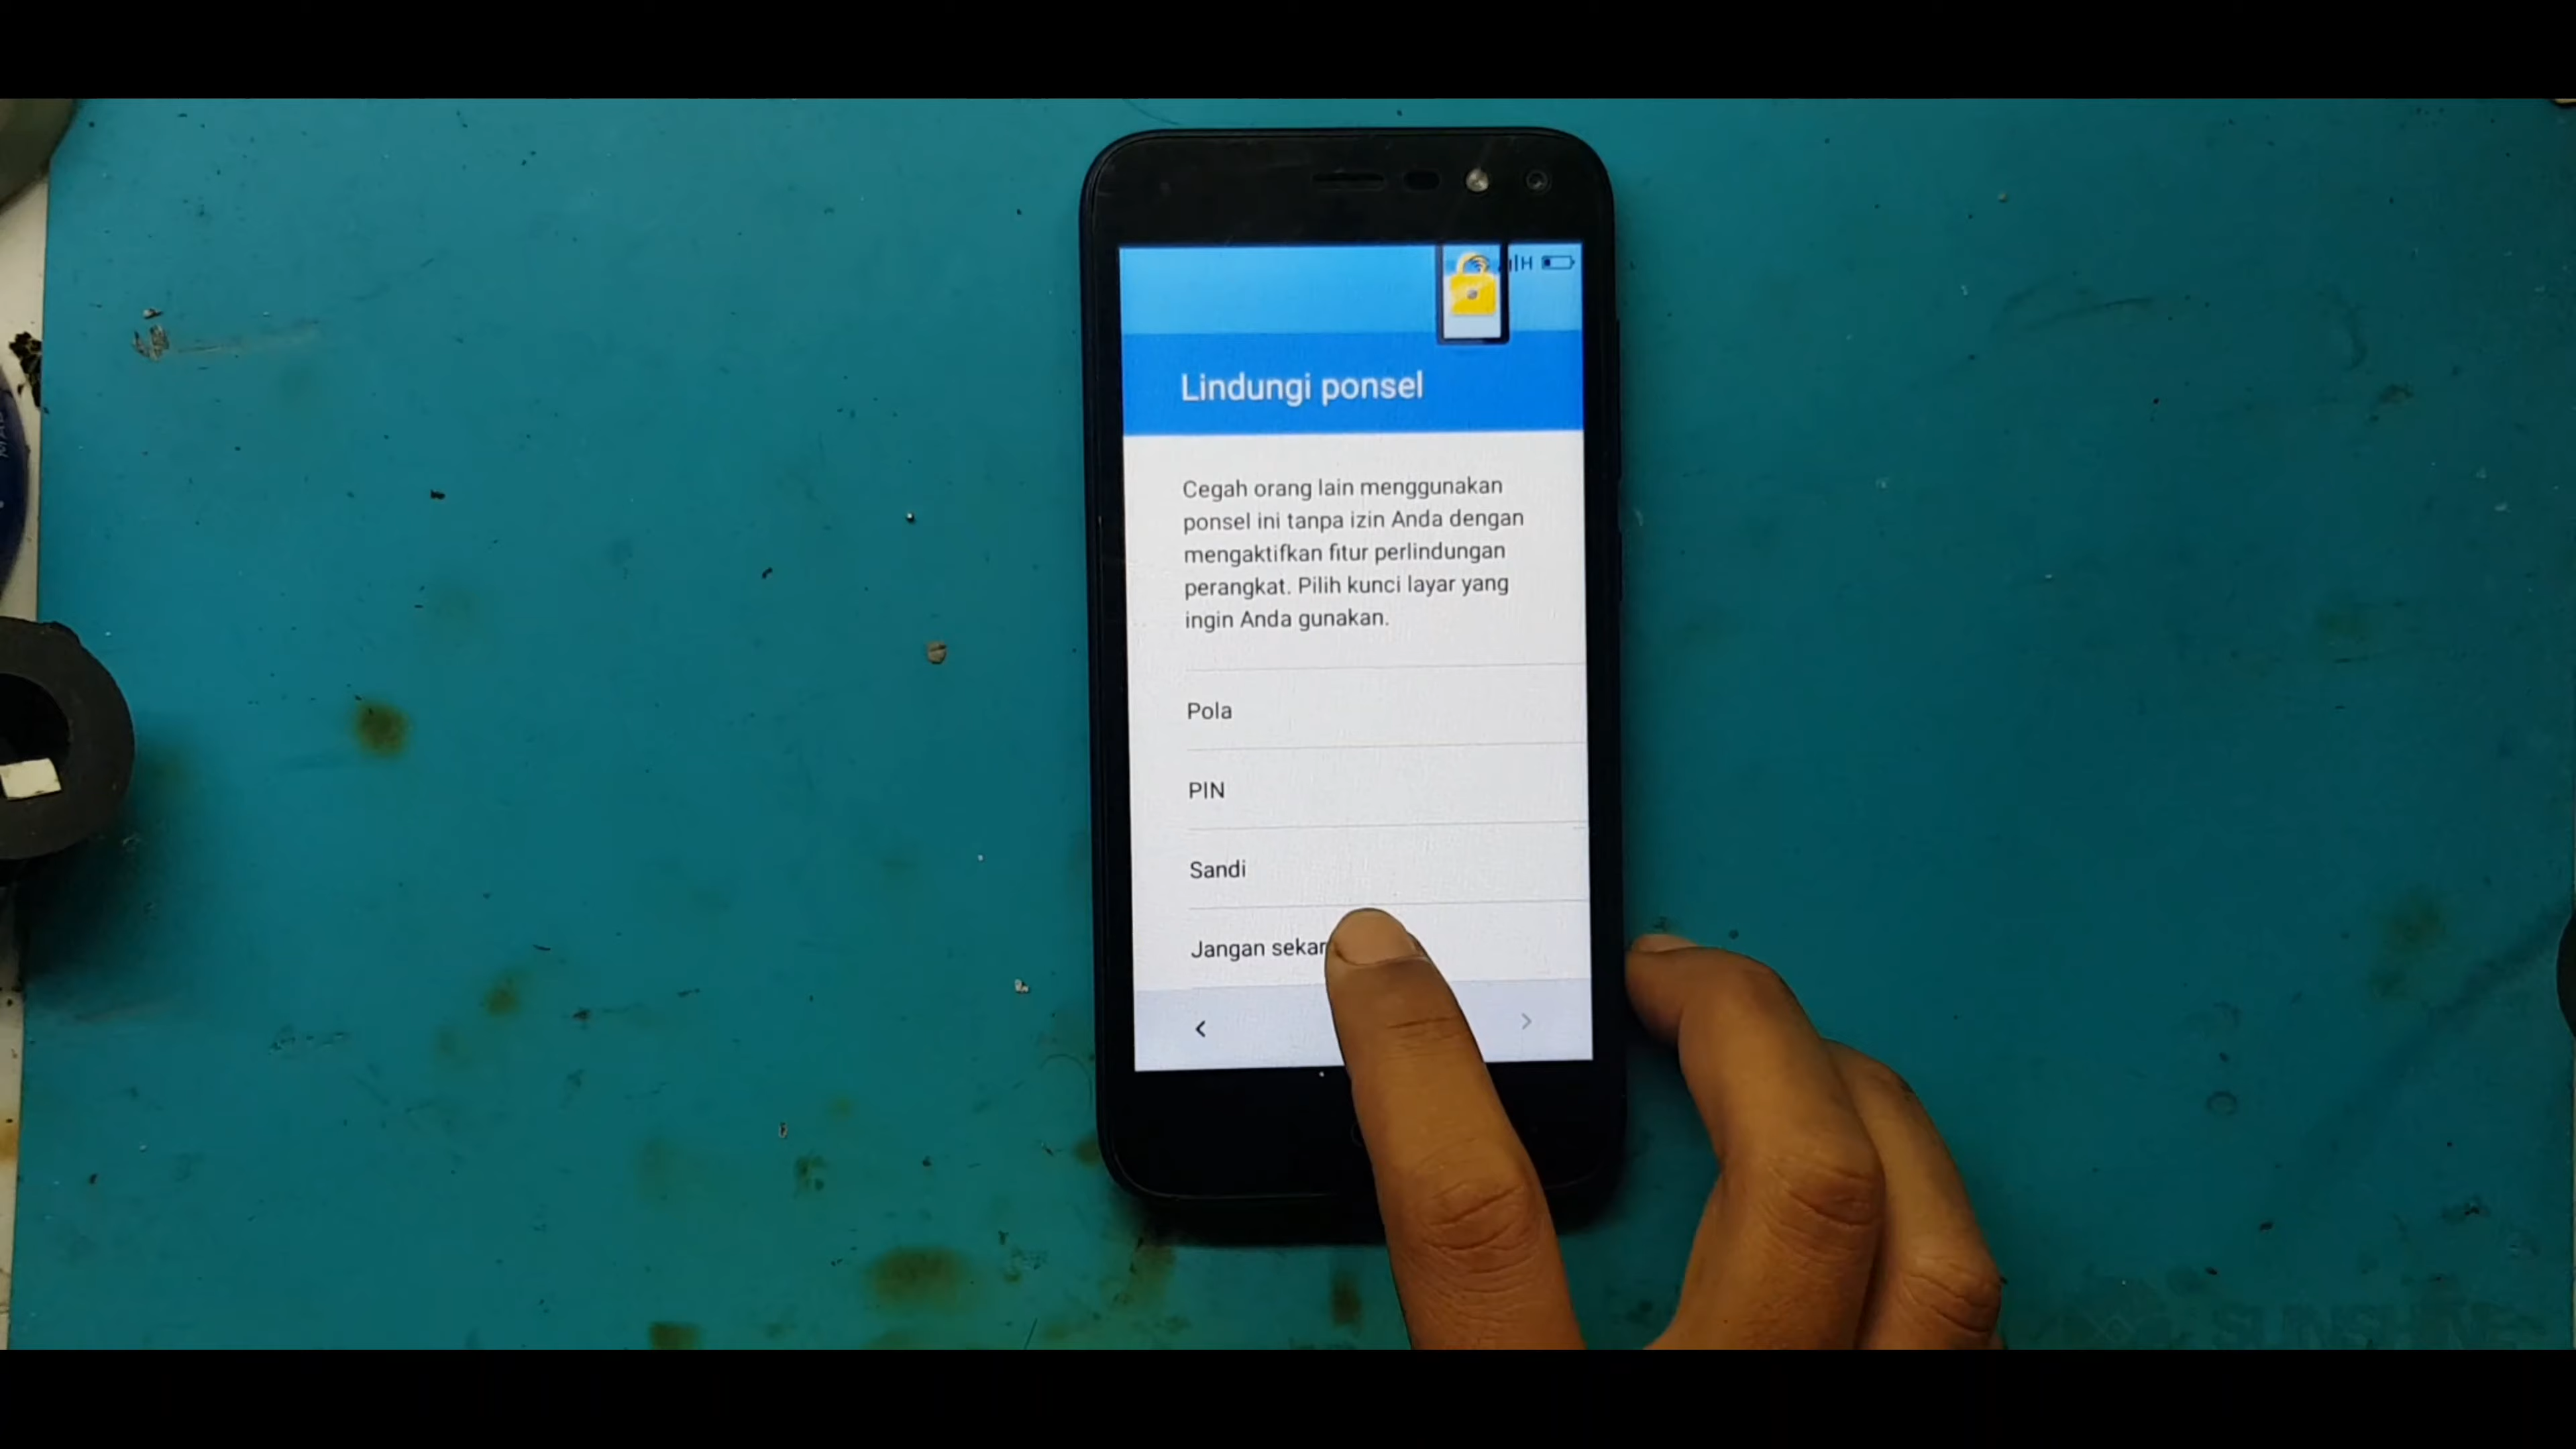 H
Lindungi ponsel
Cegah orang lain menggunakan
ponsel ini tanpa izin Anda dengan
mengaktifkan fitur perlindungan
perangkat. Pilih kunci layar yang
ingin Anda gunakan.
Pola
PIN
Sandi
Jangan sekar
SUNSHINE